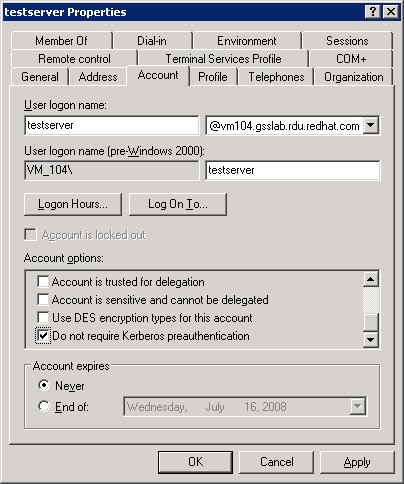 testserver Properties
Member Of Dial-in Environment Sessions
Remote control Terminal Services Profile COM+
General Address Account Profile Telephones Organization
User logon name:
testserver @vm104.gsslab.rdu.redhat.com
User logon name (pre-Windows 2000):
VM_104\ testserver
Logon Hours... Log On To...
Account is locked out
Account options:
Account is trusted for delegation
Account is sensitive and cannot be delegated
Use DES encryption types for this account
Do not require Kerberos preauthentication
Account expires
Never
End of: Wednesday, July 16, 2008
OK Cancel Apply